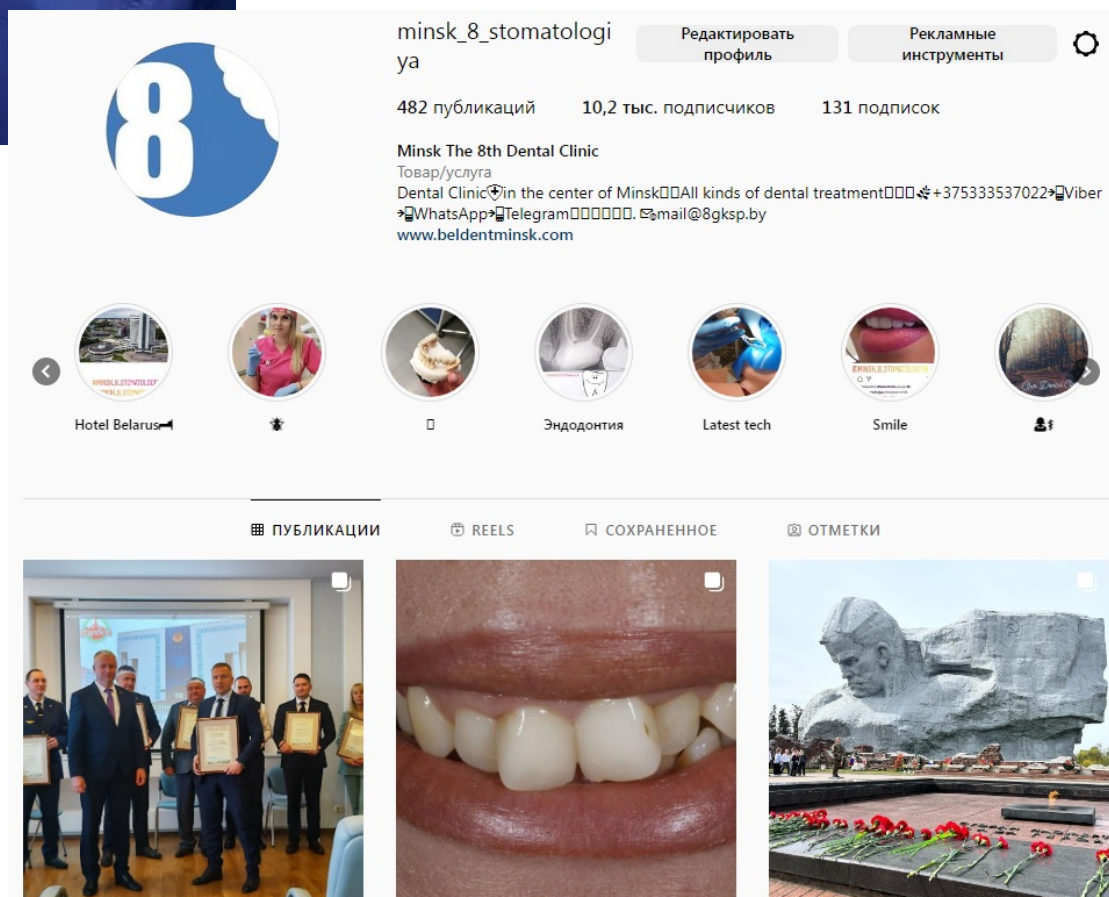 8
minsk_8_stomatologi
ya
Редактировать
профиль
Рекламные
инструменты
482 публикаций 10,2 тыс. подписчиков 131 подписок
Minsk The 8th Dental Clinic
Товар/услуга
Dental Clinic in the center of Minsk All kinds of dental treatment +375333537022 Viber
WhatsApp Telegram . mail@8gksp.by
www.beldentminsk.com
Hotel Belarus
Эндодонтия
Latest tech
Smile
ПУБЛИКАЦИИ
REELS
СОХРАНЕННОЕ
ОТМЕТКИ